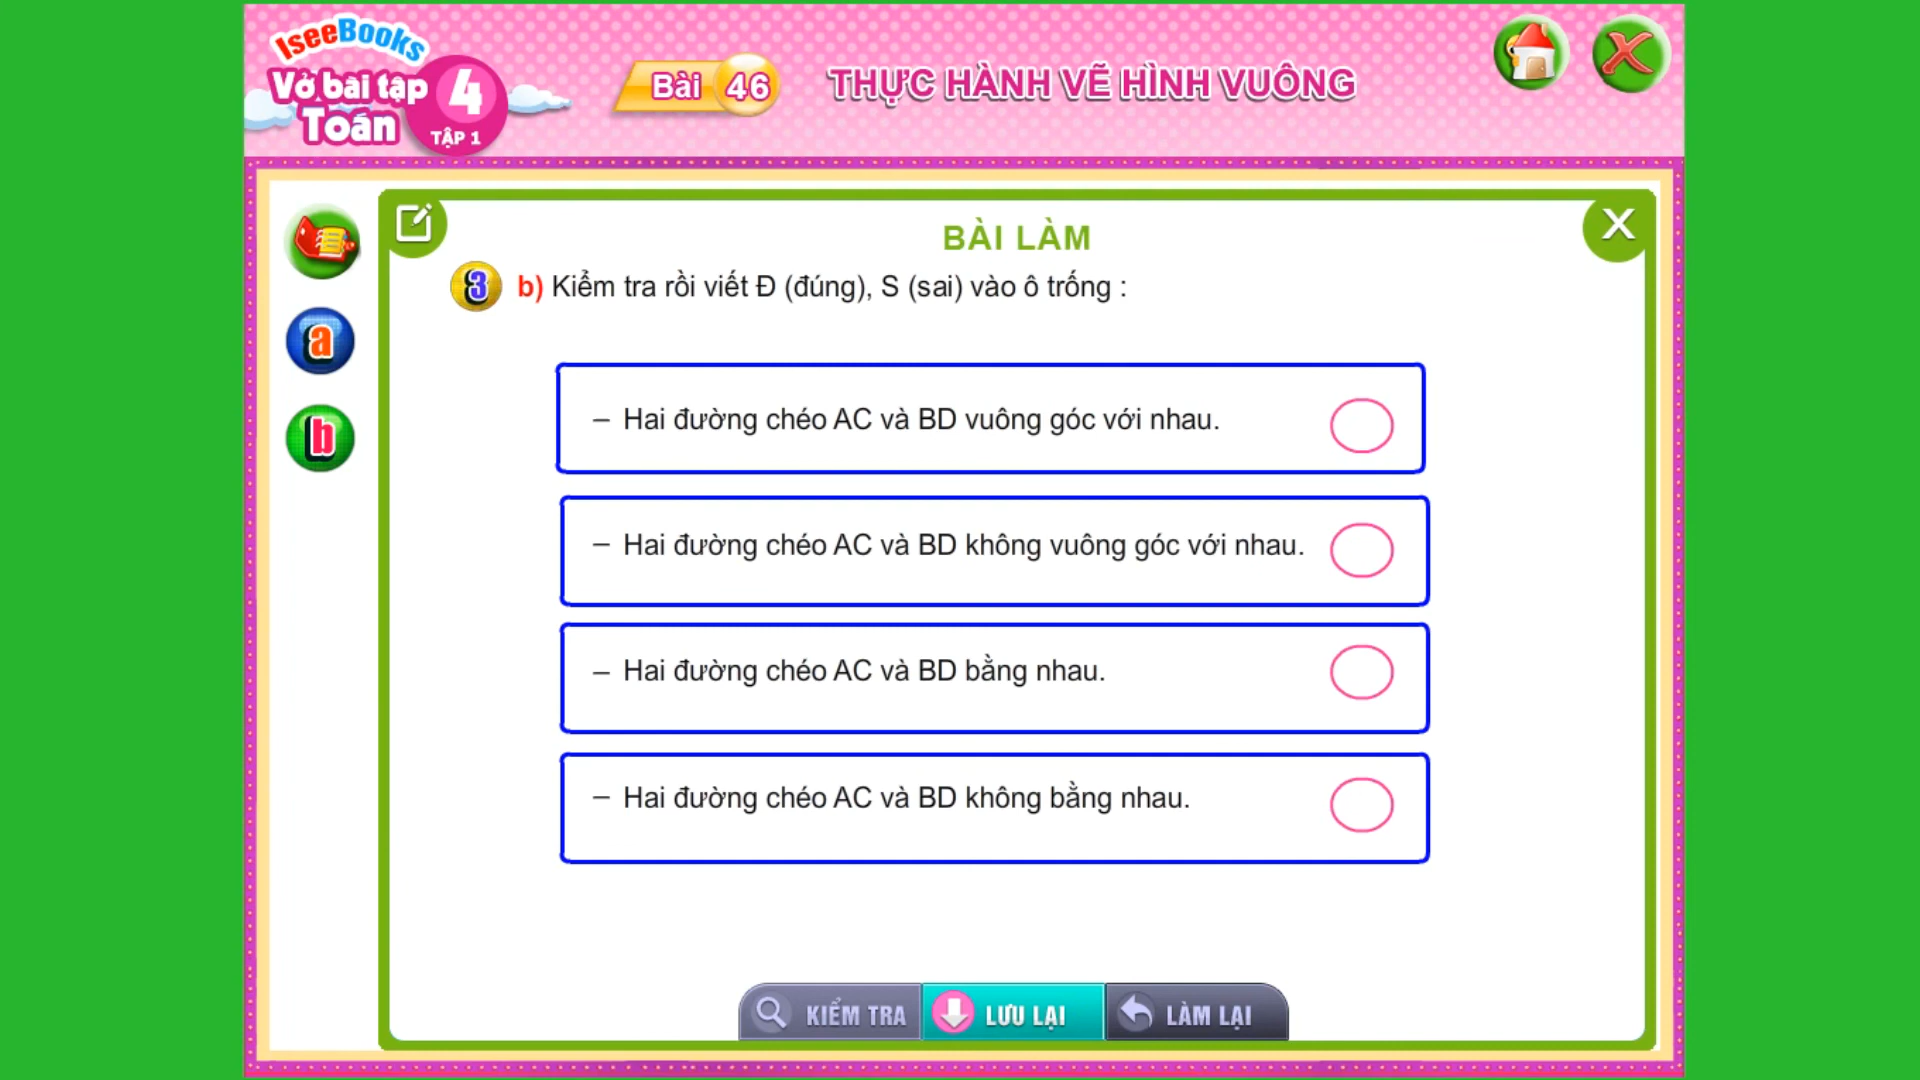 IseeBooks
Vở bài tập
Toán
4
TẬP 1
Bài 46
THỰC HÀNH VẼ HÌNH VUÔNG
BÀI LÀM
3 b) Kiểm tra rồi viết Đ (đúng), S (sai) vào ô trống :
a
b
– Hai đường chéo AC và BD vuông góc với nhau.
– Hai đường chéo AC và BD không vuông góc với nhau.
– Hai đường chéo AC và BD bằng nhau.
– Hai đường chéo AC và BD không bằng nhau.
KIỂM TRA
LƯU LẠI
LÀM LẠI